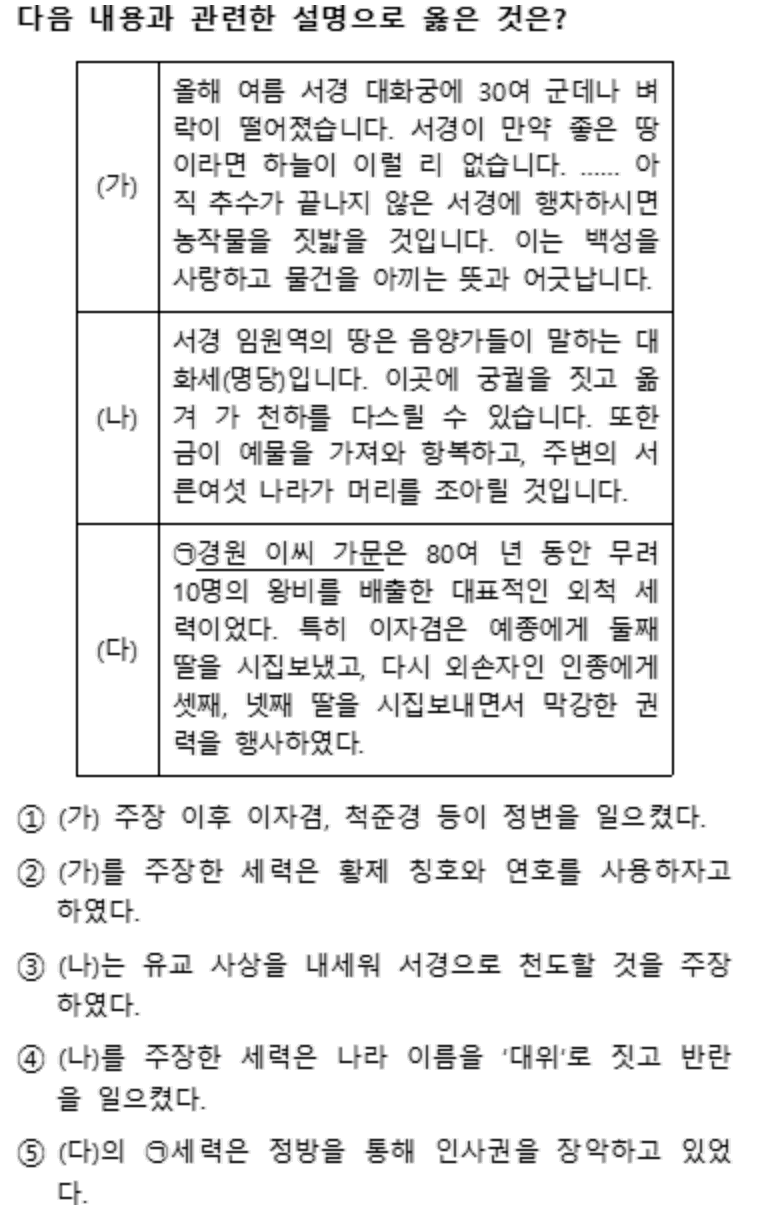 다음 내용과 관련한 설명으로 옳은 것은?
(가)
올해 여름 서경 대화궁에 30여 군데나 벼
락이 떨어졌습니다. 서경이 만약 좋은 땅
이라면 하늘이 이럴 리 없습니다. …… 아
직 추수가 끝나지 않은 서경에 행차하시면
농작물을 짓밟을 것입니다. 이는 백성을
사랑하고 물건을 아끼는 뜻과 어긋납니다.
(나)
서경 임원역의 땅은 음양가들이 말하는 대
화세(명당)입니다. 이곳에 궁궐을 짓고 옮
겨 가 천하를 다스릴 수 있습니다. 또한
금이 예물을 가져와 항복하고, 주변의 서
른여섯 나라가 머리를 조아릴 것입니다.
(다)
㉠경원 이씨 가문은 80여 년 동안 무려
10명의 왕비를 배출한 대표적인 외척 세
력이었다. 특히 이자겸은 예종에게 둘째
딸을 시집보냈고, 다시 외손자인 인종에게
셋째, 넷째 딸을 시집보내면서 막강한 권
력을 행사하였다.
① (가) 주장 이후 이자겸, 척준경 등이 정변을 일으켰다.
② (가)를 주장한 세력은 황제 칭호와 연호를 사용하자고
하였다.
③ (나)는 유교 사상을 내세워 서경으로 천도할 것을 주장
하였다.
④ (나)를 주장한 세력은 나라 이름을 '대위'로 짓고 반란
을 일으켰다.
⑤ (다)의 ㉠세력은 정방을 통해 인사권을 장악하고 있었
다.